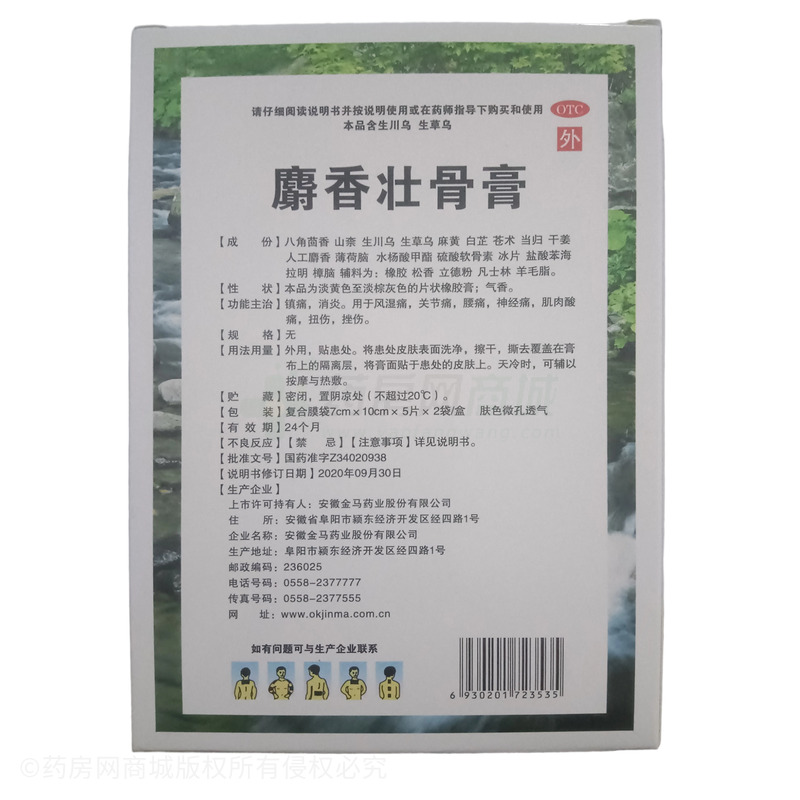 请仔细阅读说明书并按说明使用或在药师指导下购买和使用
OTC
本品含生川乌 生草乌
外
麝香壮骨膏
【成 份】八角茴香 山柰 生川乌 生草乌 麻黄 白芷 苍术 当归 干姜
人工麝香 薄荷脑 水杨酸甲酯 硫酸软骨素 冰片 盐酸苯海
拉明 樟脑 辅料为：橡胶 松香 立德粉 凡士林 羊毛脂。
【性 状】本品为淡黄色至淡棕灰色的片状橡胶膏；气香。
【功能主治】镇痛，消炎。用于风湿痛，关节痛，腰痛，神经痛，肌肉酸
痛，扭伤，挫伤。
【规 格】无
【用法用量】外用，贴患处。将患处皮肤表面洗净，擦干，撕去覆盖在膏
布上的隔离层，将膏面贴于患处的皮肤上。天冷时，可辅以
按摩与热敷。
【贮 藏】密闭，置阴凉处（不超过20℃）。
【包 装】复合膜袋7cm×10cm×5片×2袋/盒 肤色微孔透气
【有 效 期】24个月
【不良反应】【禁 忌】【注意事项】详见说明书。
【批准文号】国药准字Z34020938
【说明书修订日期】2020年09月30日
【生产企业】
上市许可持有人：安徽金马药业股份有限公司
住 所：安徽省阜阳市颍东经济开发区经四路1号
企业名称：安徽金马药业股份有限公司
生产地址：阜阳市颍东经济开发区经四路1号
邮政编码：236025
电话号码：0558-2377777
传真号码：0558-2377555
网 址：www.okjinma.com.cn
如有问题可与生产企业联系
6 930201 723535
©药房网商城版权所有侵权必究